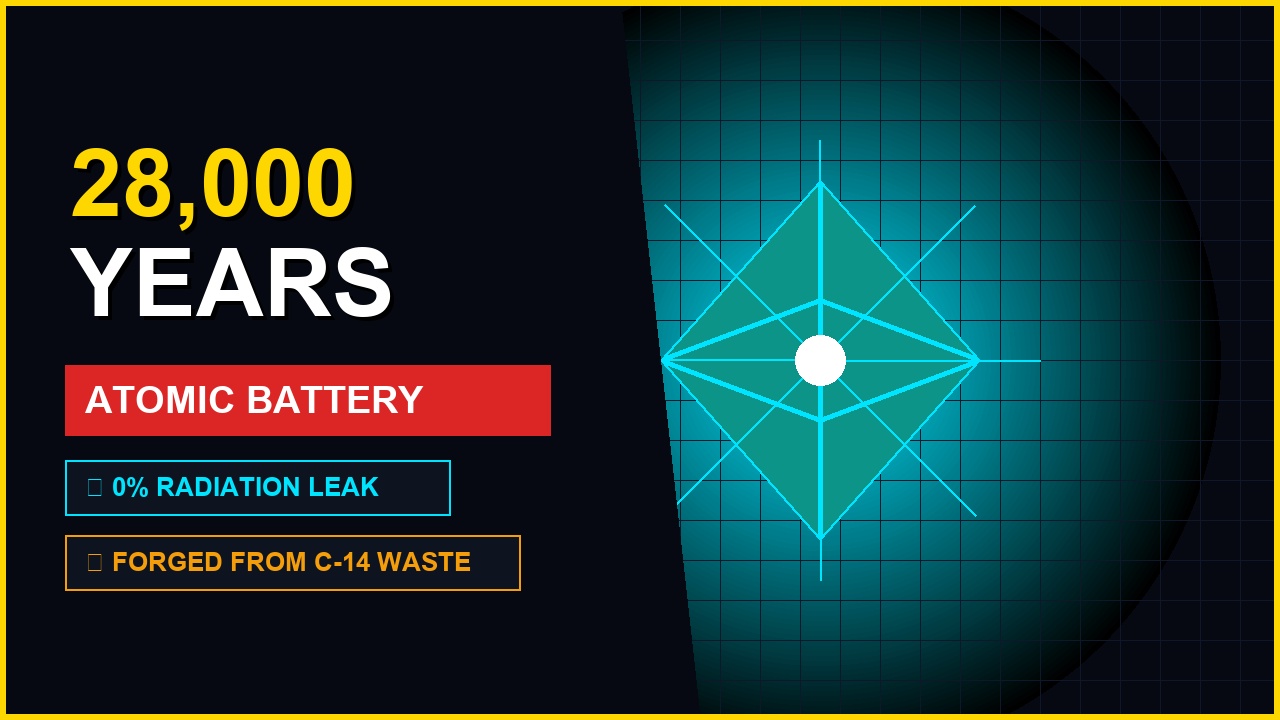 28,000
YEARS
ATOMIC BATTERY
0% RADIATION LEAK
FORGED FROM C-14 WASTE